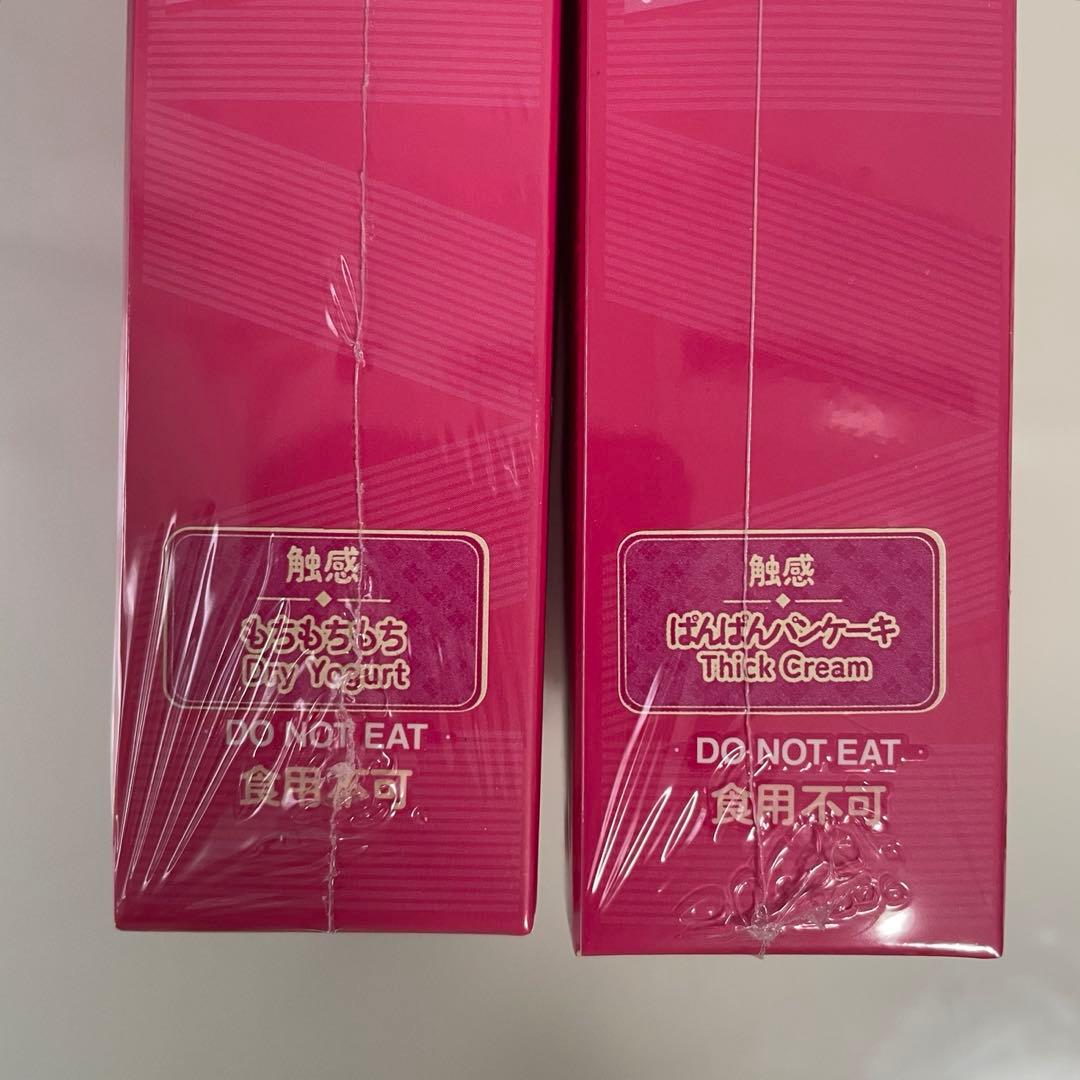 触感
もちもちもち
Dry Yogurt
DO NOT EAT
食用不可
触感
ぱんぱんパンケーキ
Thick Cream
DO NOT EAT
食用不可